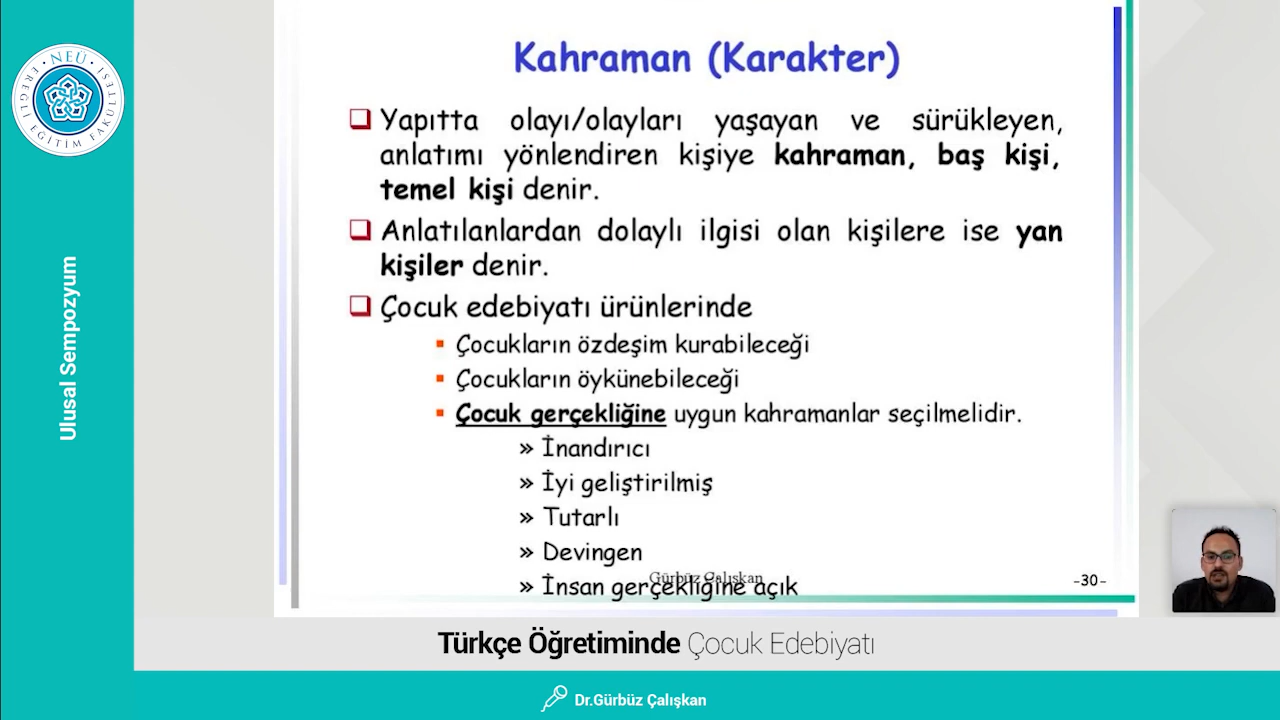 NEÜ
EREĞLİ EĞİTİM FAKÜLTESİ
Ulusal Sempozyum
Kahraman (Karakter)
Yapıtta olayı/olayları yaşayan ve sürükleyen,
anlatımı yönlendiren kişiye kahraman, baş kişi,
temel kişi denir.
Anlatılanlardan dolaylı ilgisi olan kişilere ise yan
kişiler denir.
Çocuk edebiyatı ürünlerinde
Çocukların özdeşim kurabileceği
Çocukların öykünebileceği
Çocuk gerçekliğine uygun kahramanlar seçilmelidir.
» İnandırıcı
» İyi geliştirilmiş
» Tutarlı
» Devingen
» İnsan gerçekliğine açık
Gürbüz Çalışkan
-30-
Türkçe Öğretiminde Çocuk Edebiyatı
Dr.Gürbüz Çalışkan